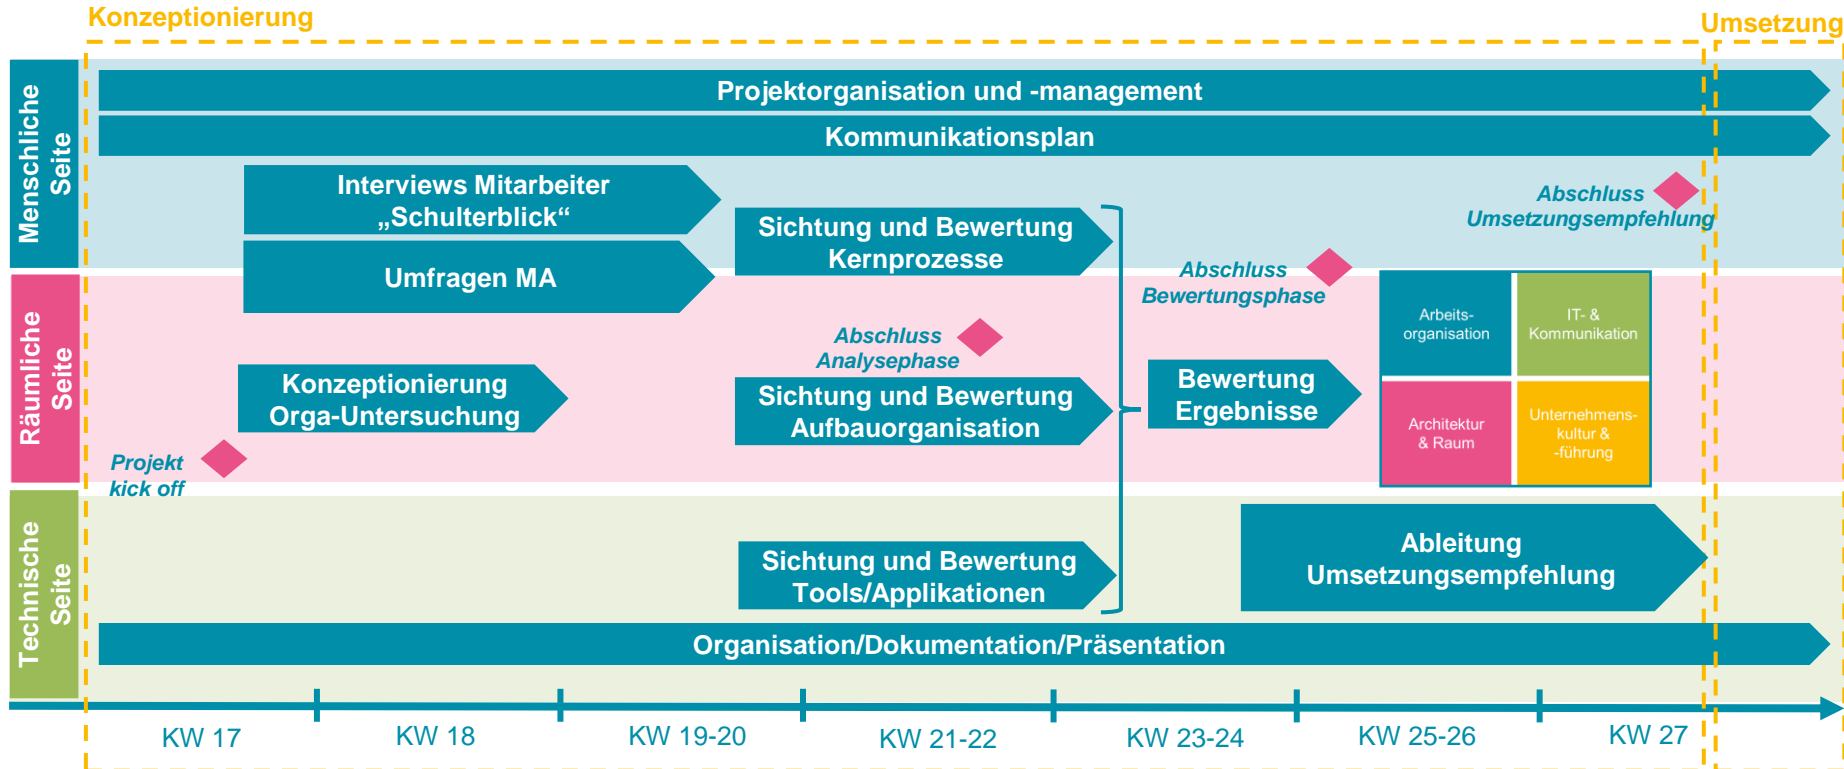 Konzeptionierung
Umsetzung
Menschliche
Seite
Projektorganisation und -management
Kommunikationsplan
Interviews Mitarbeiter
„Schulterblick“
Umfragen MA
Sichtung und Bewertung
Kernprozesse
Abschluss
Umsetzungsempfehlung
Abschluss
Bewertungsphase
Räumliche
Seite
Abschluss
Analysephase
Konzeptionierung
Orga-Untersuchung
Projekt
kick off
Sichtung und Bewertung
Aufbauorganisation
Bewertung
Ergebnisse
Arbeits-
organisation
IT- &
Kommunikation
Architektur
& Raum
Unternehmens-
kultur &
-führung
Technische
Seite
Sichtung und Bewertung
Tools/Applikationen
Ableitung
Umsetzungsempfehlung
Organisation/Dokumentation/Präsentation
KW 17
KW 18
KW 19-20
KW 21-22
KW 23-24
KW 25-26
KW 27